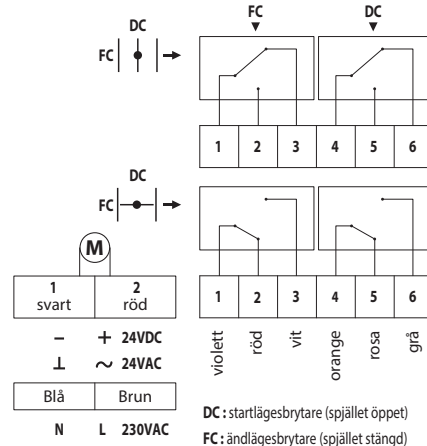 DC
FC
FC DC
1 2 3 4 5 6
DC
FC
M
1 2
svart röd
1 2 3 4 5 6
violett röd vit orange rosa grå
– + 24VDC
⊥ ~ 24VAC
Blå Brun
N L 230VAC
DC : startlägesbrytare (spjället öppet)
FC : ändlägesbrytare (spjället stängd)